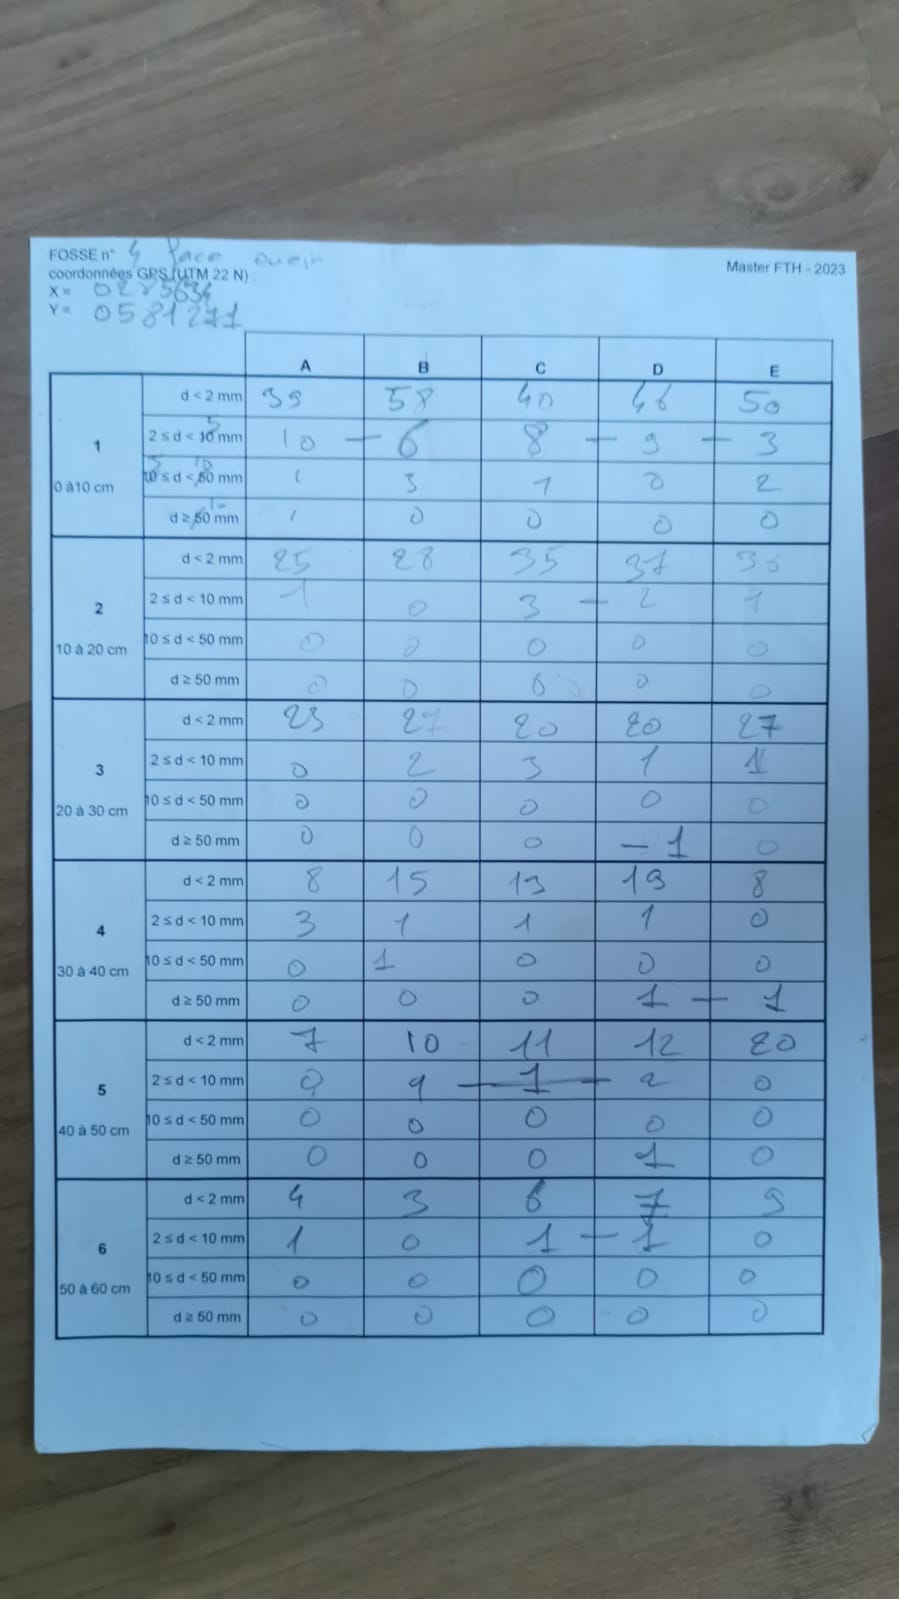 FOSSE n° 4 face ouest
Master FTH - 2023
coordonnées GPS (UTM 22 N) :
X = 0285634
Y = 0581271
A B C D E
1
0 à10 cm
d < 2 mm 39 58 40 46 50
2 ≤ d < 5 mm 10 — 6 8 — 9 — 3
5 ≤ d < 10 mm 1 3 1 0 2
d ≥ 10 mm 1 0 0 0 0
2
10 à 20 cm
d < 2 mm 25 28 35 37
2 ≤ d < 10 mm 1 0 3 — 2 1
10 ≤ d < 50 mm 0 0 0 0 0
d ≥ 50 mm 0 0 0 0 0
3
20 à 30 cm
d < 2 mm 23 27 20 20 27
2 ≤ d < 10 mm 0 2 3 1 1
10 ≤ d < 50 mm 0 0 0 0 0
d ≥ 50 mm 0 0 0 — 1 0
4
30 à 40 cm
d < 2 mm 8 15 13 19 8
2 ≤ d < 10 mm 3 1 1 1 0
10 ≤ d < 50 mm 0 1 0 0 0
d ≥ 50 mm 0 0 0 1 — 1
5
40 à 50 cm
d < 2 mm 7 10 11 12 20
2 ≤ d < 10 mm 0 9 — 1 — 2 0
10 ≤ d < 50 mm 0 0 0 0 0
d ≥ 50 mm 0 0 0 1 0
6
50 à 60 cm
d < 2 mm 4 3 6 7 9
2 ≤ d < 10 mm 1 0 1 — 1 0
10 ≤ d < 50 mm 0 0 0 0 0
d ≥ 50 mm 0 0 0 0 0